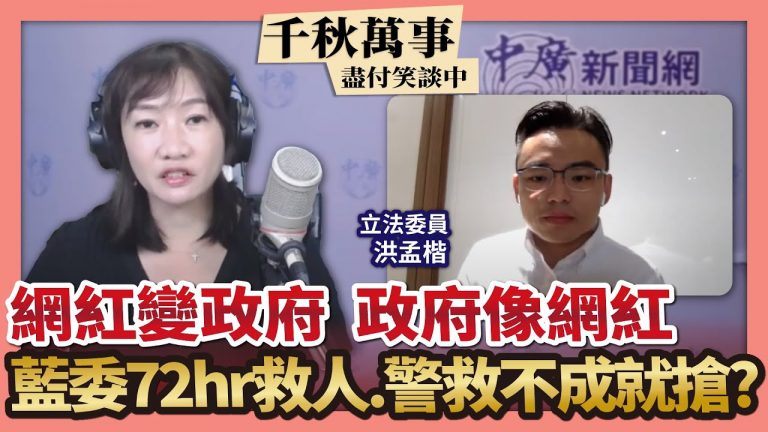 千秋萬事
盡付笑談中
中廣新聞網
NEWS NETWORK
立法委員
洪孟楷
網紅變政府 政府像網紅
藍委72hr救人.警救不成就搶?